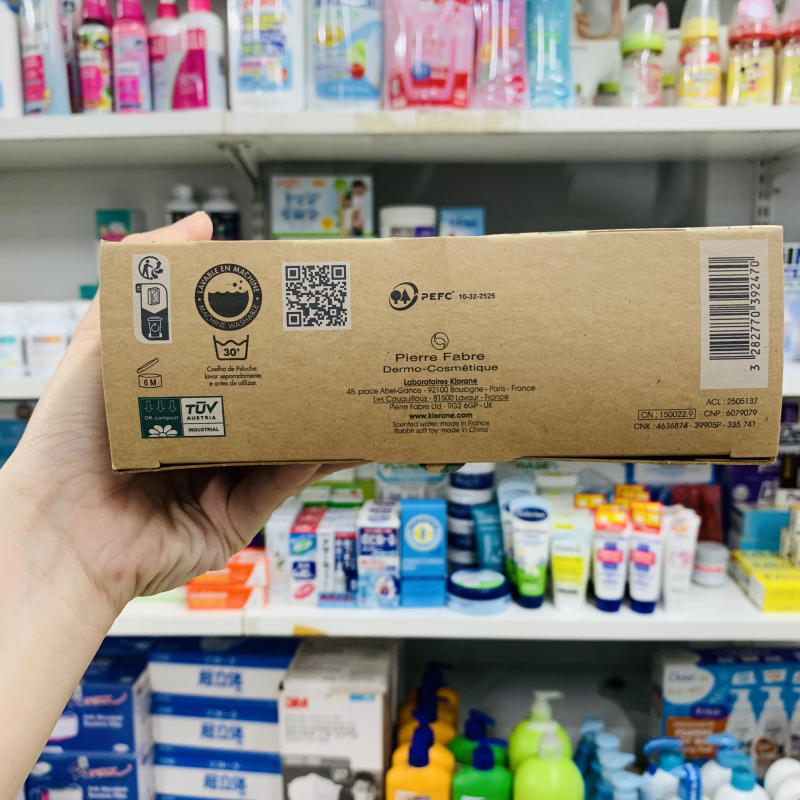 LAVABLE EN MACHINE
MACHINE WASHABLE
30°
Coelho de Peluche:
lavar separadamente
e antes de utilizar.
6 M
OK compost
TÜV
AUSTRIA
INDUSTRIAL
PEFC 10-32-2525
Pierre Fabre
Dermo-Cosmétique
Laboratoires Klorane
45, place Abel-Gance - 92100 Boulogne - Paris - France
Les Cauquillous - 81500 Lavaur - France
Pierre Fabre Ltd - RG2 6GP - UK
www.klorane.com
Scented water: made in France
Rabbit soft toy: made in China
3 282770 392470
ACL : 2505137
CN : 150022.9 - CNP : 6079079
CNK : 4636874 - 39905P - 335 741
3M
Dove